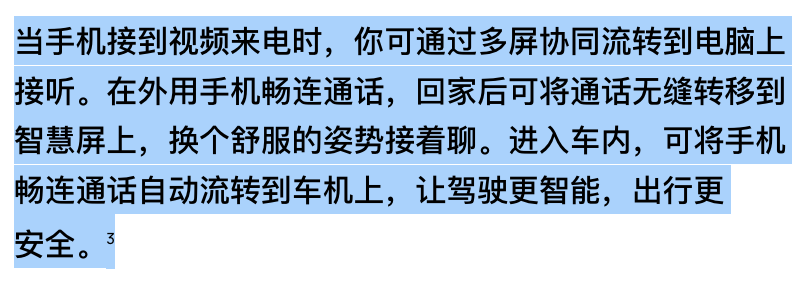 当手机接到视频来电时，你可通过多屏协同流转到电脑上
接听。在外用手机畅连通话，回家后可将通话无缝转移到
智慧屏上，换个舒服的姿势接着聊。进入车内，可将手机
畅连通话自动流转到车机上，让驾驶更智能，出行更
安全。3